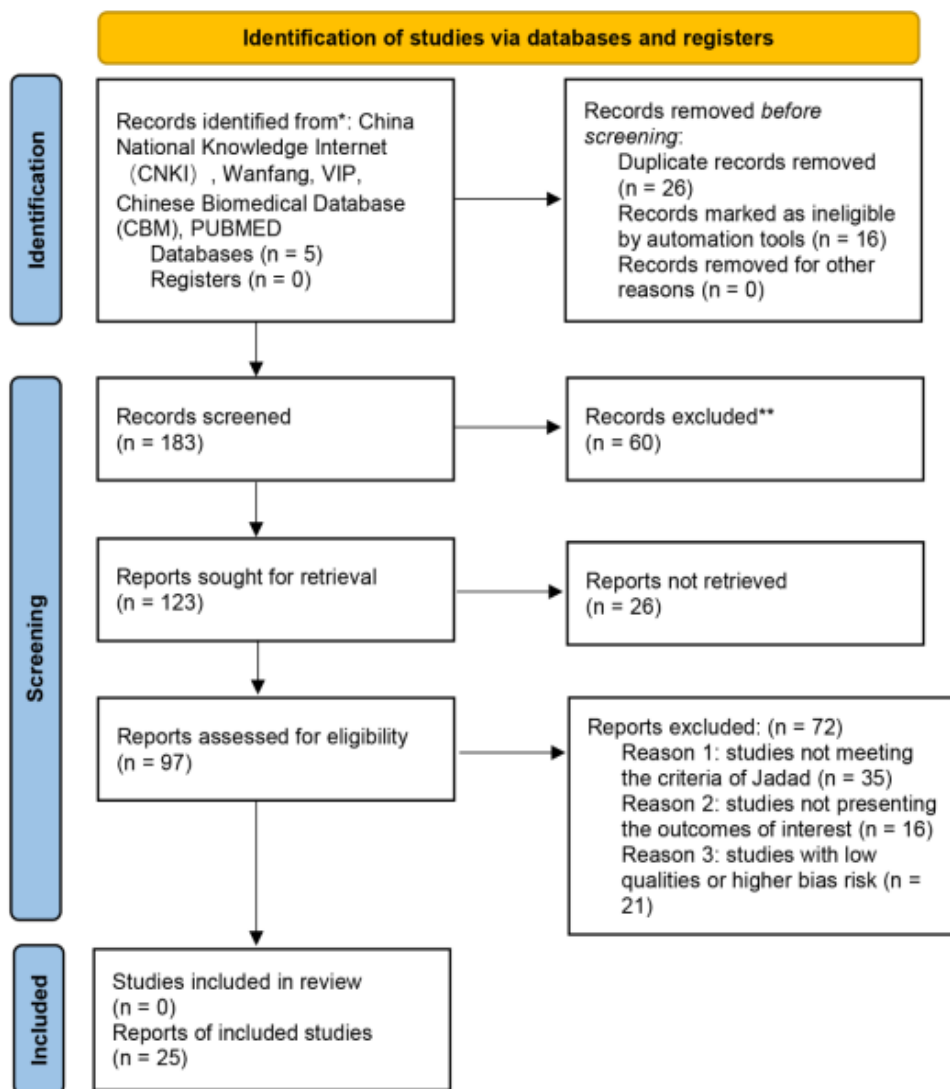 Identification of studies via databases and registers
Identification
Records identified from*: China
National Knowledge Internet
（CNKI）, Wanfang, VIP,
Chinese Biomedical Database
(CBM), PUBMED
Databases (n = 5)
Registers (n = 0)
Records removed before
screening:
Duplicate records removed
(n = 26)
Records marked as ineligible
by automation tools (n = 16)
Records removed for other
reasons (n = 0)
Screening
Records screened
(n = 183)
Records excluded**
(n = 60)
Reports sought for retrieval
(n = 123)
Reports not retrieved
(n = 26)
Reports assessed for eligibility
(n = 97)
Reports excluded: (n = 72)
Reason 1: studies not meeting
the criteria of Jadad (n = 35)
Reason 2: studies not presenting
the outcomes of interest (n = 16)
Reason 3: studies with low
qualities or higher bias risk (n =
21)
Included
Studies included in review
(n = 0)
Reports of included studies
(n = 25)